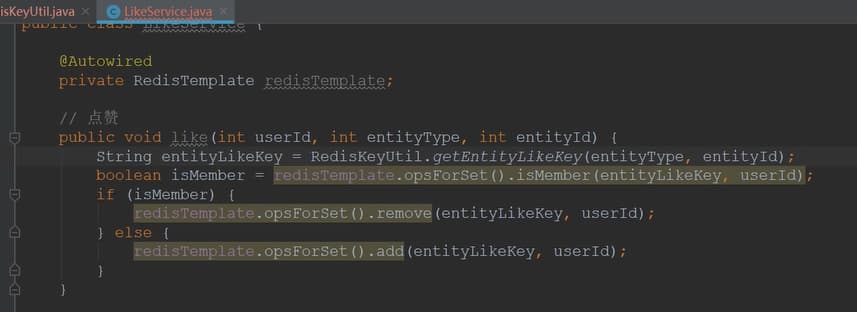 isKeyUtil.java × LikeService.java ×
public class LikeService {
@Autowired
private RedisTemplate redisTemplate;
// 点赞
public void like(int userId, int entityType, int entityId) {
String entityLikeKey = RedisKeyUtil.getEntityLikeKey(entityType, entityId);
boolean isMember = redisTemplate.opsForSet().isMember(entityLikeKey, userId);
if (isMember) {
redisTemplate.opsForSet().remove(entityLikeKey, userId);
} else {
redisTemplate.opsForSet().add(entityLikeKey, userId);
}
}